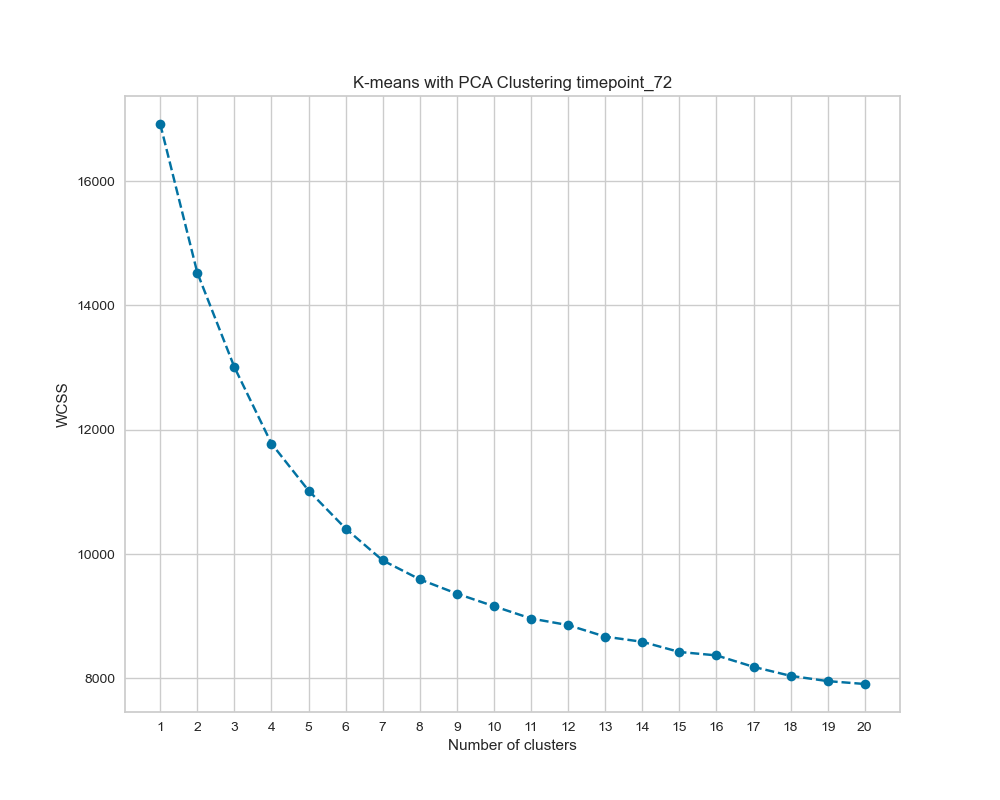 K-means with PCA Clustering timepoint_72
WCSS
16000
14000
12000
10000
8000
1 2 3 4 5 6 7 8 9 10 11 12 13 14 15 16 17 18 19 20
Number of clusters